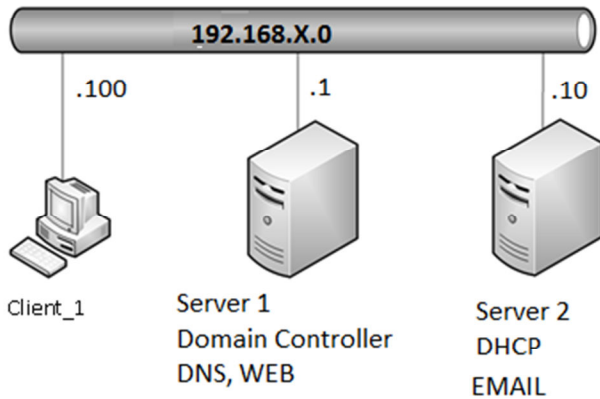 192.168.X.0
.100
.1
.10
Client_1
Server 1
Domain Controller
DNS, WEB
Server 2
DHCP
EMAIL